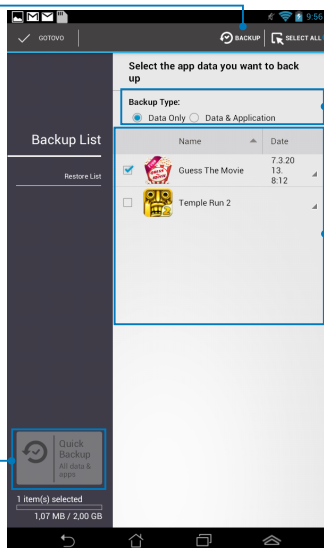 9:56
GOTOVO
BACKUP
SELECT ALL
Select the app data you want to back
up
Backup Type:
Data Only
Data & Application
Backup List
Restore List
Name
Date
Guess The Movie
7.3.20
13.
8:12
Temple Run 2
Quick
Backup
All data &
apps
1 item(s) selected
1,07 MB / 2,00 GB